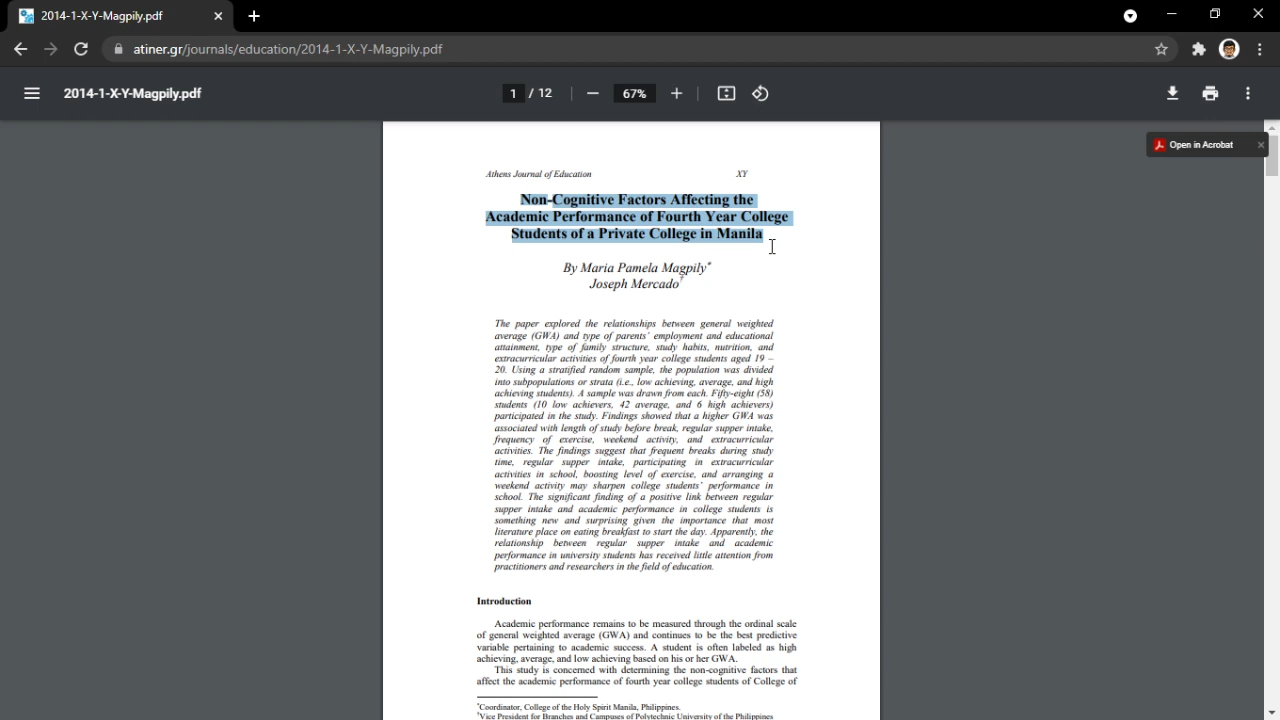 2014-1-X-Y-Magpily.pdf
atiner.gr/journals/education/2014-1-X-Y-Magpily.pdf
2014-1-X-Y-Magpily.pdf
1 / 12
67%
Open in Acrobat
Athens Journal of Education XY
Non-Cognitive Factors Affecting the
Academic Performance of Fourth Year College
Students of a Private College in Manila
By Maria Pamela Magpily*
Joseph Mercado†
The paper explored the relationships between general weighted
average (GWA) and type of parents' employment and educational
attainment, type of family structure, study habits, nutrition, and
extracurricular activities of fourth year college students aged 19 –
20. Using a stratified random sample, the population was divided
into subpopulations or strata (i.e., low achieving, average, and high
achieving students). A sample was drawn from each. Fifty-eight (58)
students (10 low achievers, 42 average, and 6 high achievers)
participated in the study. Findings showed that a higher GWA was
associated with length of study before break, regular supper intake,
frequency of exercise, weekend activity, and extracurricular
activities. The findings suggest that frequent breaks during study
time, regular supper intake, participating in extracurricular
activities in school, boosting level of exercise, and arranging a
weekend activity may sharpen college students' performance in
school. The significant finding of a positive link between regular
supper intake and academic performance in college students is
something new and surprising given the importance that most
literature place on eating breakfast to start the day. Apparently, the
relationship between regular supper intake and academic
performance in university students has received little attention from
practitioners and researchers in the field of education.
Introduction
Academic performance remains to be measured through the ordinal scale
of general weighted average (GWA) and continues to be the best predictive
variable pertaining to academic success. A student is often labeled as high
achieving, average, and low achieving based on his or her GWA.
This study is concerned with determining the non-cognitive factors that
affect the academic performance of fourth year college students of College of
*Coordinator, College of the Holy Spirit Manila, Philippines.
†Vice President for Branches and Campuses of Polytechnic University of the Philippines